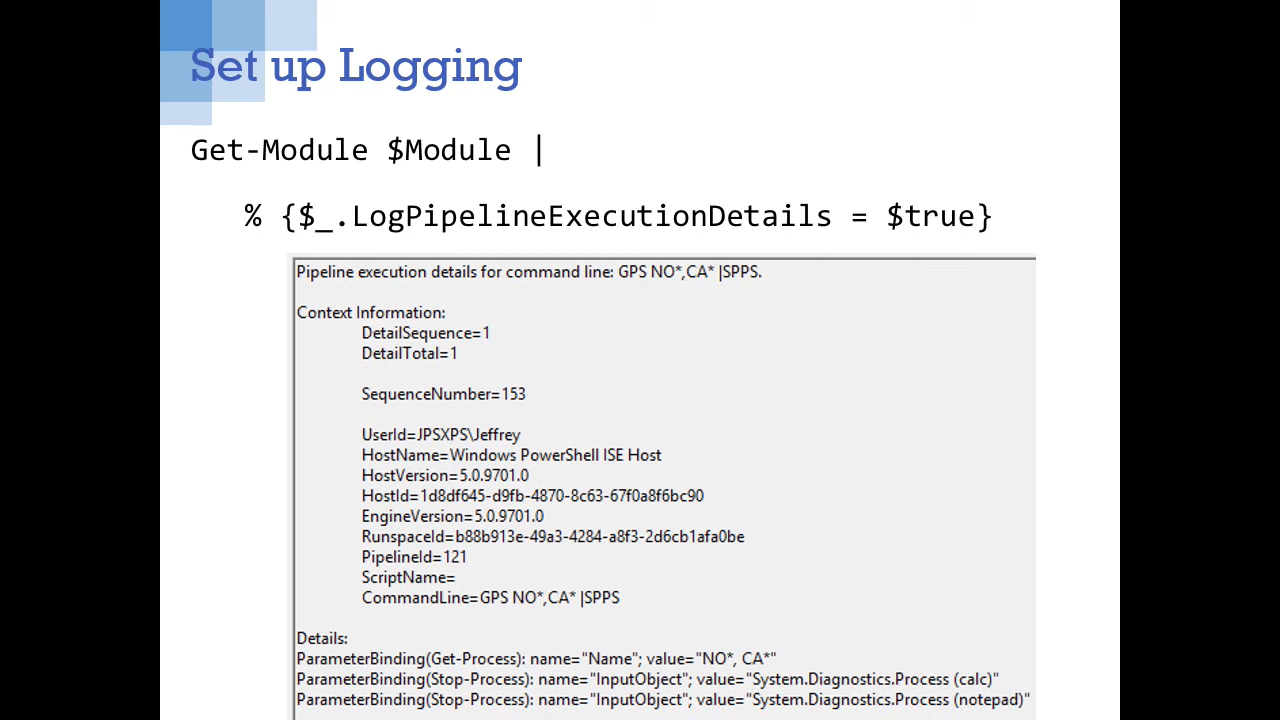 Set up Logging
Get-Module $Module |
% {$_.LogPipelineExecutionDetails = $true}
Pipeline execution details for command line: GPS NO*,CA* |SPPS.
Context Information:
DetailSequence=1
DetailTotal=1
SequenceNumber=153
UserId=JPSXPS\Jeffrey
HostName=Windows PowerShell ISE Host
HostVersion=5.0.9701.0
HostId=1d8df645-d9fb-4870-8c63-67f0a8f6bc90
EngineVersion=5.0.9701.0
RunspaceId=b88b913e-49a3-4284-a8f3-2d6cb1afa0be
PipelineId=121
ScriptName=
CommandLine=GPS NO*,CA* |SPPS
Details:
ParameterBinding(Get-Process): name="Name"; value="NO*, CA*"
ParameterBinding(Stop-Process): name="InputObject"; value="System.Diagnostics.Process (calc)"
ParameterBinding(Stop-Process): name="InputObject"; value="System.Diagnostics.Process (notepad)"